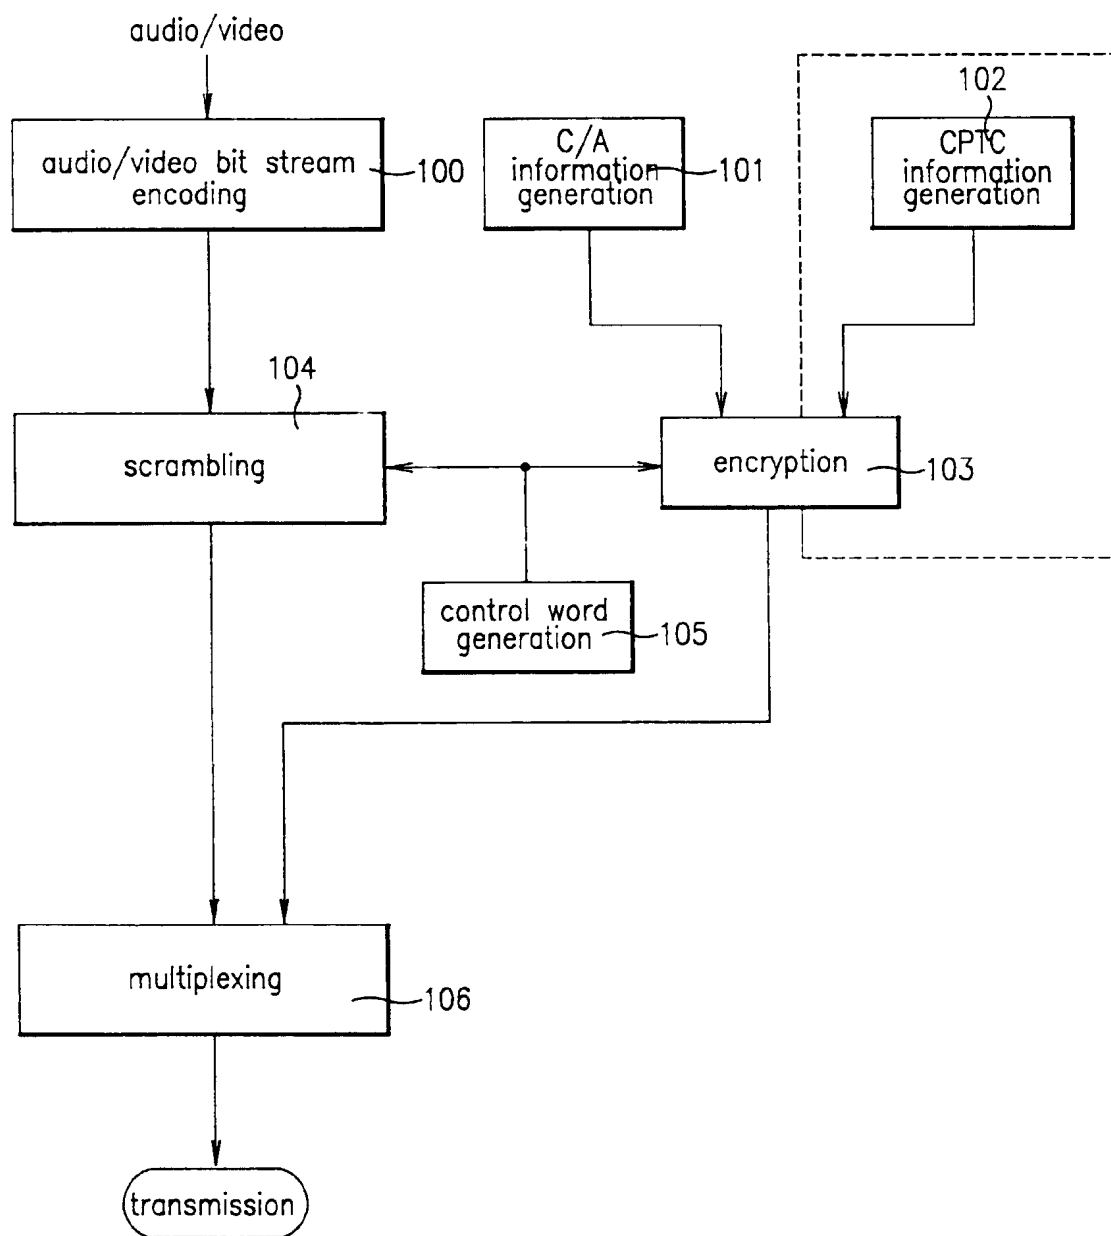 audio/video
audio/video bit stream
encoding
100
C/A
information
generation
101
102
CPTC
information
generation
104
scrambling
encryption
103
control word
generation
105
multiplexing
106
transmission